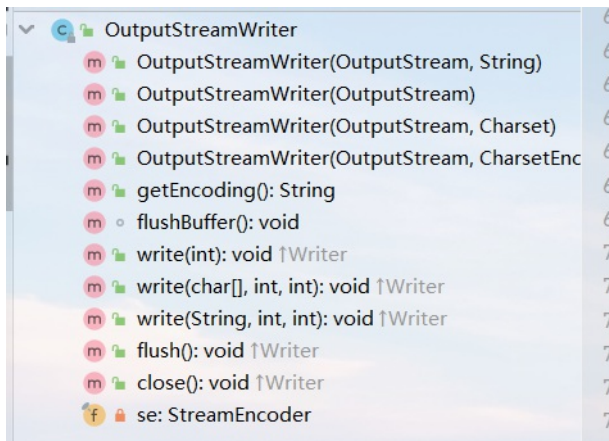 OutputStreamWriter
OutputStreamWriter(OutputStream, String)
OutputStreamWriter(OutputStream)
OutputStreamWriter(OutputStream, Charset)
OutputStreamWriter(OutputStream, CharsetEnc
getEncoding(): String
flushBuffer(): void
write(int): void ↑Writer
write(char[], int, int): void ↑Writer
write(String, int, int): void ↑Writer
flush(): void ↑Writer
close(): void ↑Writer
se: StreamEncoder